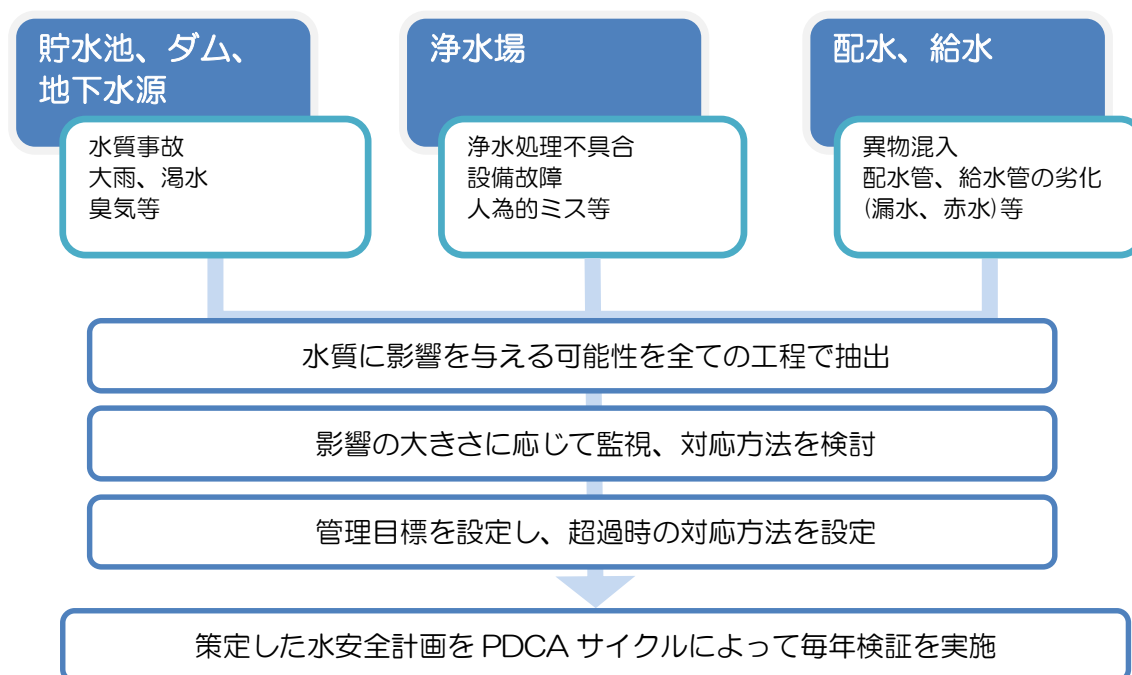 貯水池、ダム、
地下水源
水質事故
大雨、渇水
臭気等
浄水場
浄水処理不具合
設備故障
人為的ミス等
配水、給水
異物混入
配水管、給水管の劣化
(漏水、赤水)等
水質に影響を与える可能性を全ての工程で抽出
影響の大きさに応じて監視、対応方法を検討
管理目標を設定し、超過時の対応方法を設定
策定した水安全計画を PDCA サイクルによって毎年検証を実施